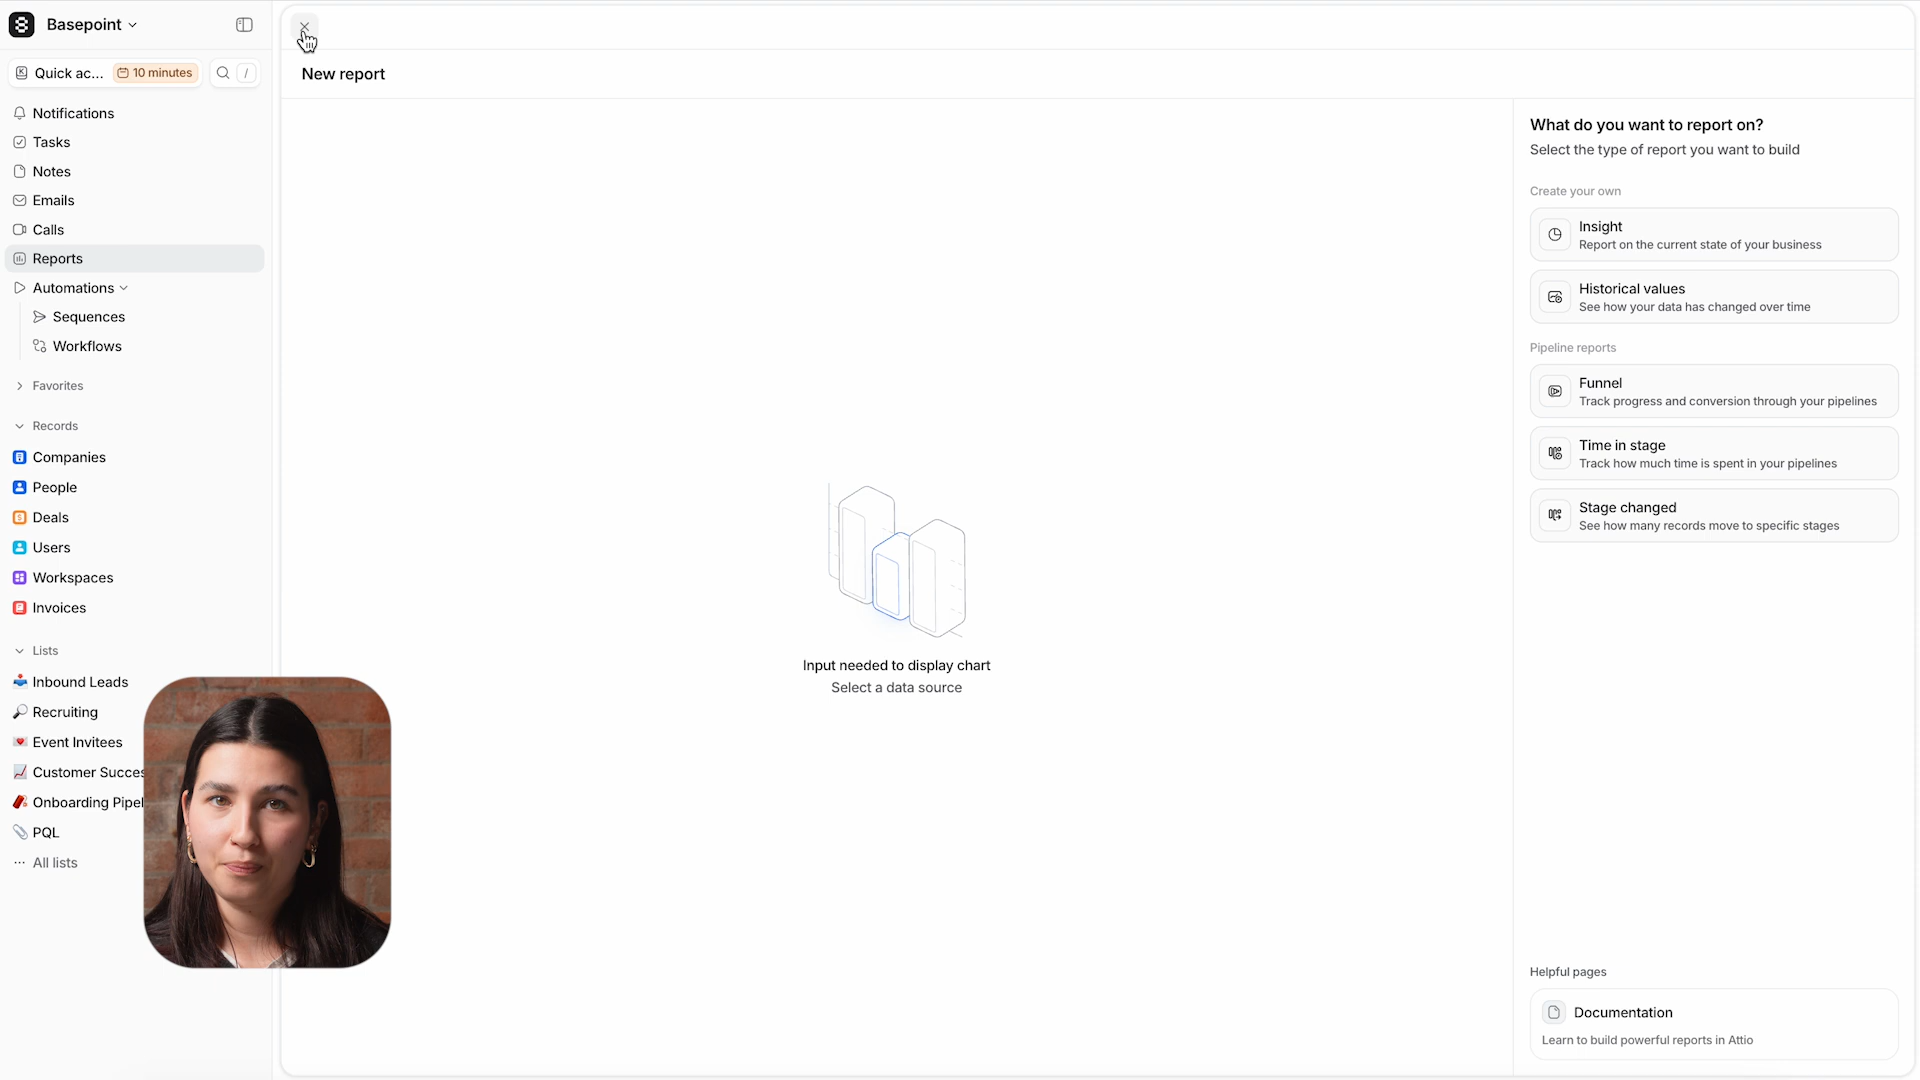 Basepoint
Quick ac... 10 minutes /
Notifications
Tasks
Notes
Emails
Calls
Reports
Automations
Sequences
Workflows
Favorites
Records
Companies
People
Deals
Users
Workspaces
Invoices
Lists
Inbound Leads
Recruiting
Event Invitees
Customer Succes
Onboarding Pipel
PQL
All lists
New report
Input needed to display chart
Select a data source
What do you want to report on?
Select the type of report you want to build
Create your own
Insight
Report on the current state of your business
Historical values
See how your data has changed over time
Pipeline reports
Funnel
Track progress and conversion through your pipelines
Time in stage
Track how much time is spent in your pipelines
Stage changed
See how many records move to specific stages
Helpful pages
Documentation
Learn to build powerful reports in Attio